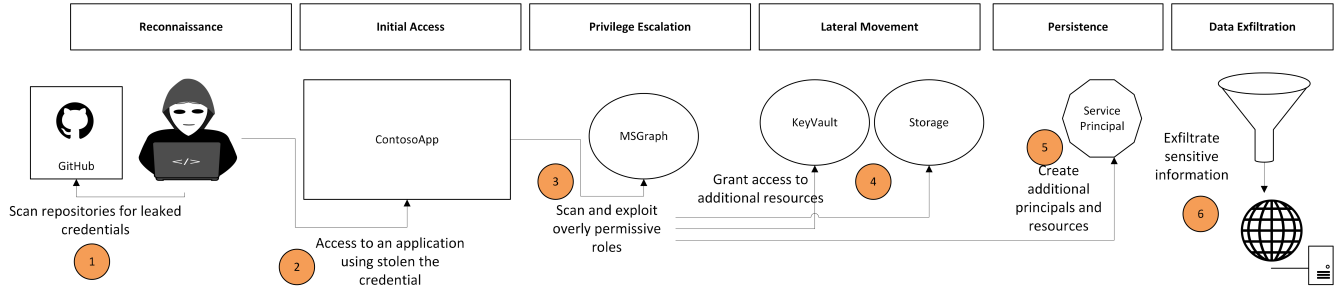 Reconnaissance
Initial Access
Privilege Escalation
Lateral Movement
Persistence
Data Exfiltration
GitHub
</>
Scan repositories for leaked
credentials
1
ContosoApp
2
Access to an application
using stolen the
credential
MSGraph
3
Scan and exploit
overly permissive
roles
KeyVault
Storage
Grant access to
additional resources
4
Service
Principal
5
Create
additional
principals and
resources
Exfiltrate
sensitive
information
6